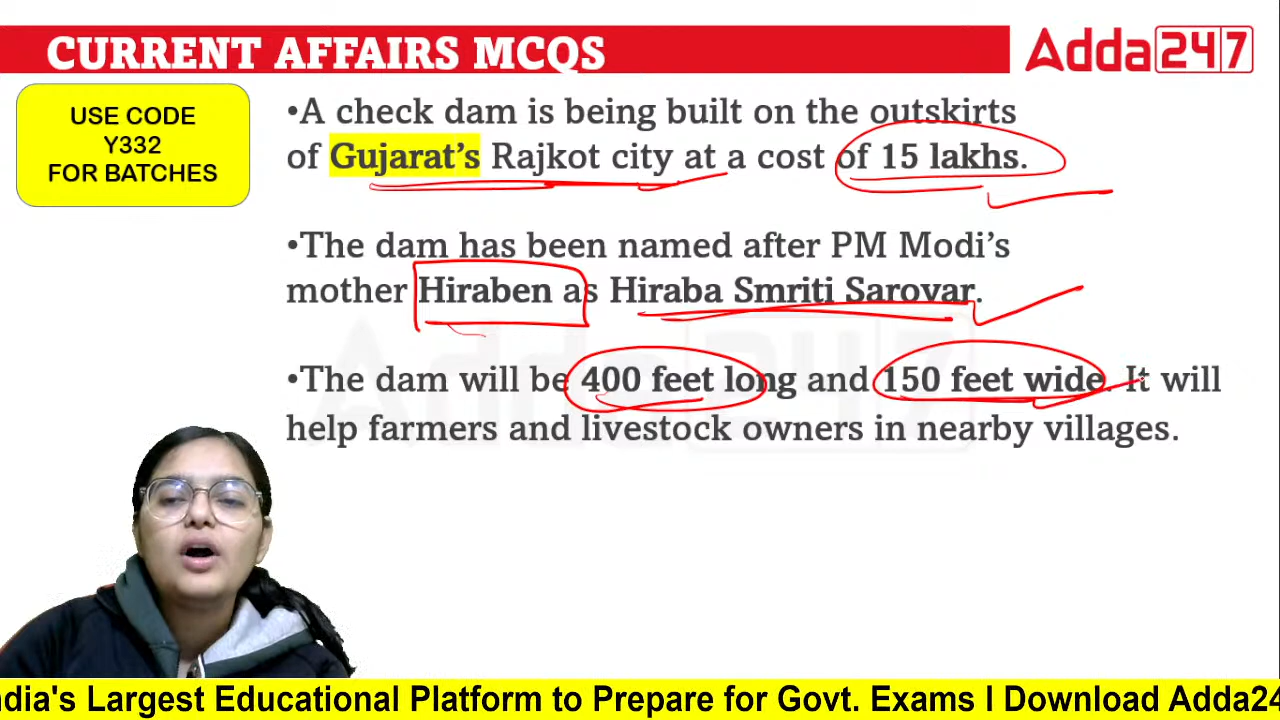 CURRENT AFFAIRS MCQS
Adda247
USE CODE
Y332
FOR BATCHES
•A check dam is being built on the outskirts
of Gujarat's Rajkot city at a cost of 15 lakhs.
•The dam has been named after PM Modi's
mother Hiraben as Hiraba Smriti Sarovar.
•The dam will be 400 feet long and 150 feet wide. It will
help farmers and livestock owners in nearby villages.
Adda247
ndia's Largest Educational Platform to Prepare for Govt. Exams I Download Adda24